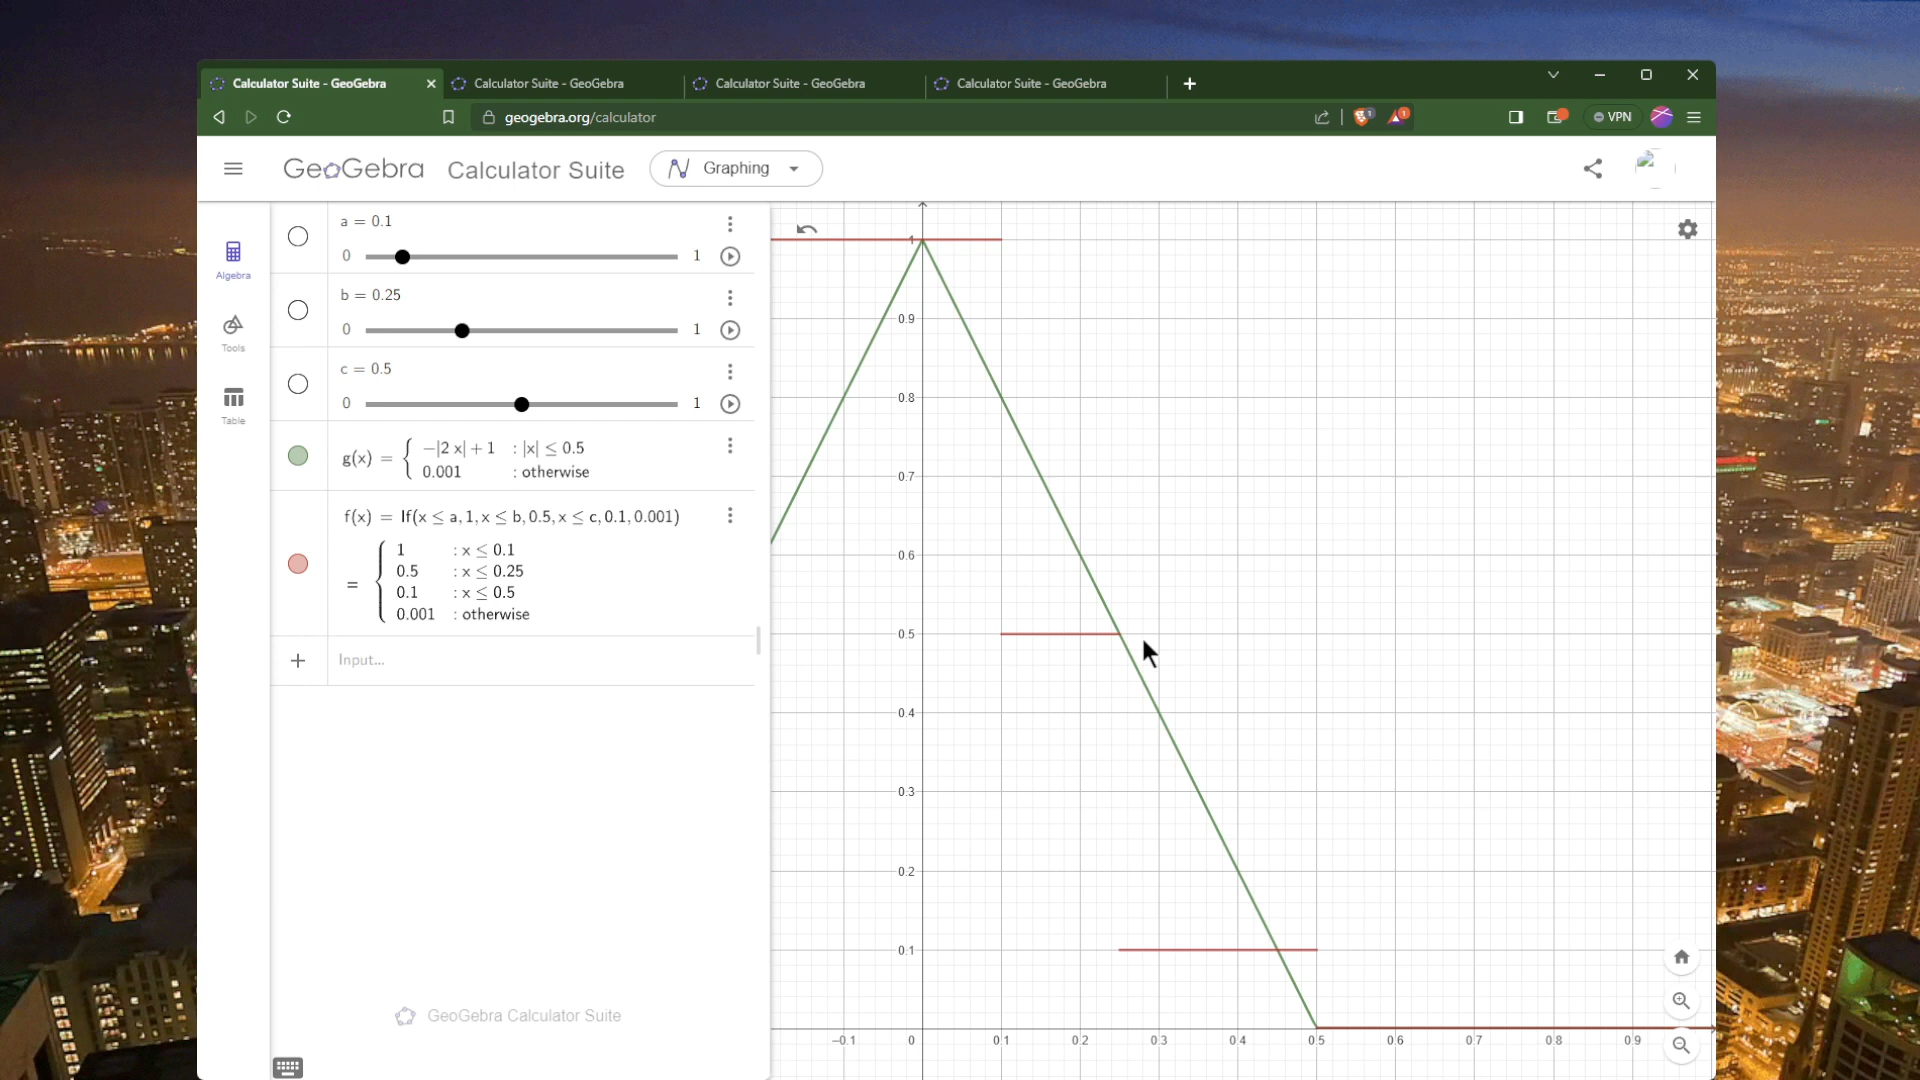 Calculator Suite - GeoGebra
Calculator Suite - GeoGebra
Calculator Suite - GeoGebra
Calculator Suite - GeoGebra
geogebra.org/calculator
1
1
VPN
GeoGebra
Calculator Suite
Graphing
Algebra
Tools
Table
a = 0.1
0
1
b = 0.25
0
1
c = 0.5
0
1
g(x) = { −|2 x| + 1 : |x| ≤ 0.5
0.001 : otherwise
f(x) = If(x ≤ a, 1, x ≤ b, 0.5, x ≤ c, 0.1, 0.001)
= { 1 : x ≤ 0.1
0.5 : x ≤ 0.25
0.1 : x ≤ 0.5
0.001 : otherwise
Input...
GeoGebra Calculator Suite
1
0.9
0.8
0.7
0.6
0.5
0.4
0.3
0.2
0.1
−0.1
0
0.1
0.2
0.3
0.4
0.5
0.6
0.7
0.8
0.9